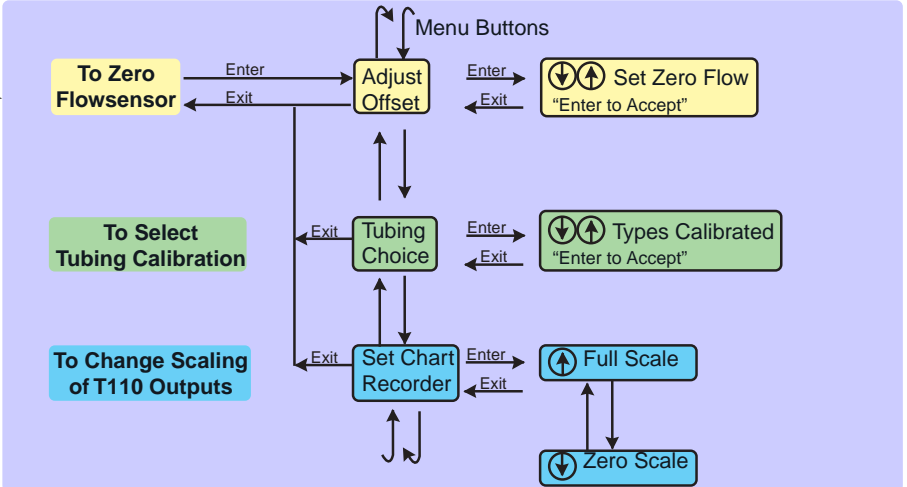 Menu Buttons
To Zero
Flowsensor
Enter
Exit
Adjust
Offset
Enter
Exit
Set Zero Flow
“Enter to Accept”
To Select
Tubing Calibration
Exit
Tubing
Choice
Enter
Exit
Types Calibrated
“Enter to Accept”
To Change Scaling
of T110 Outputs
Exit
Set Chart
Recorder
Enter
Exit
Full Scale
Zero Scale